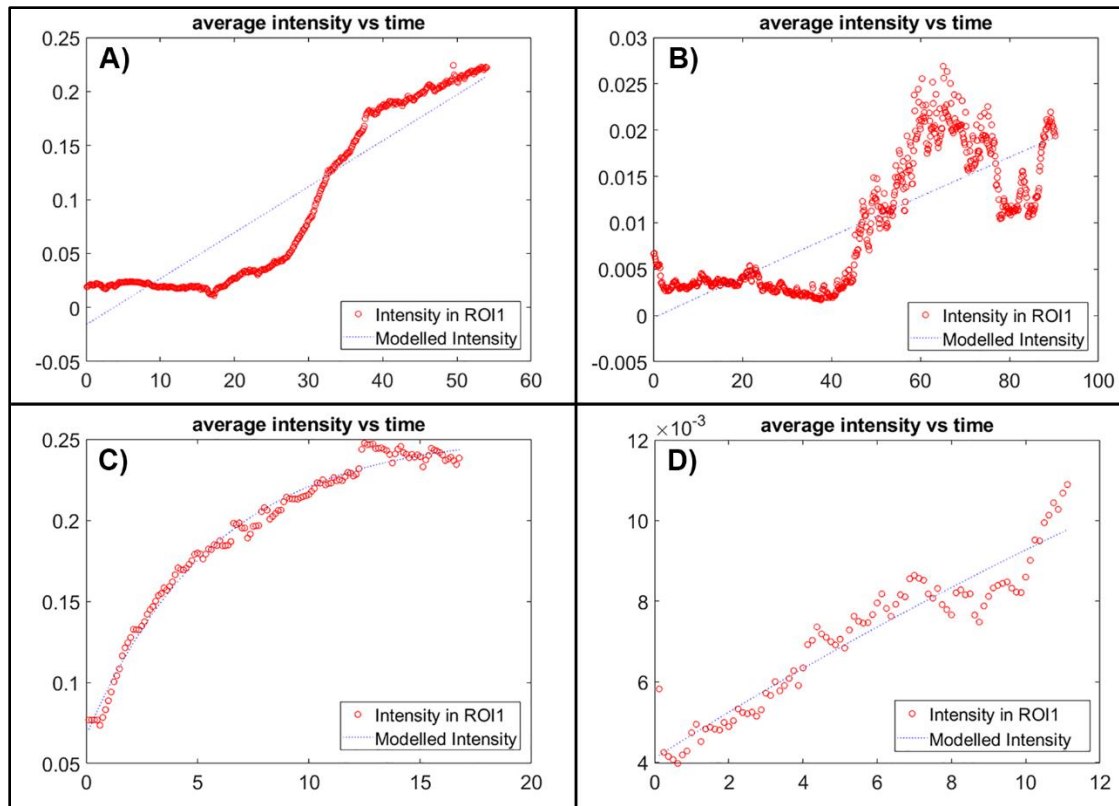 average intensity vs time
A)
0.25
0.2
0.15
0.1
0.05
0
-0.05
0 10 20 30 40 50 60
Intensity in ROI1
Modelled Intensity
average intensity vs time
B)
0.03
0.025
0.02
0.015
0.01
0.005
0
-0.005
0 20 40 60 80 100
Intensity in ROI1
Modelled Intensity
average intensity vs time
C)
0.25
0.2
0.15
0.1
0.05
0 5 10 15 20
Intensity in ROI1
Modelled Intensity
average intensity vs time
×10⁻³
D)
12
10
8
6
4
0 2 4 6 8 10 12
Intensity in ROI1
Modelled Intensity